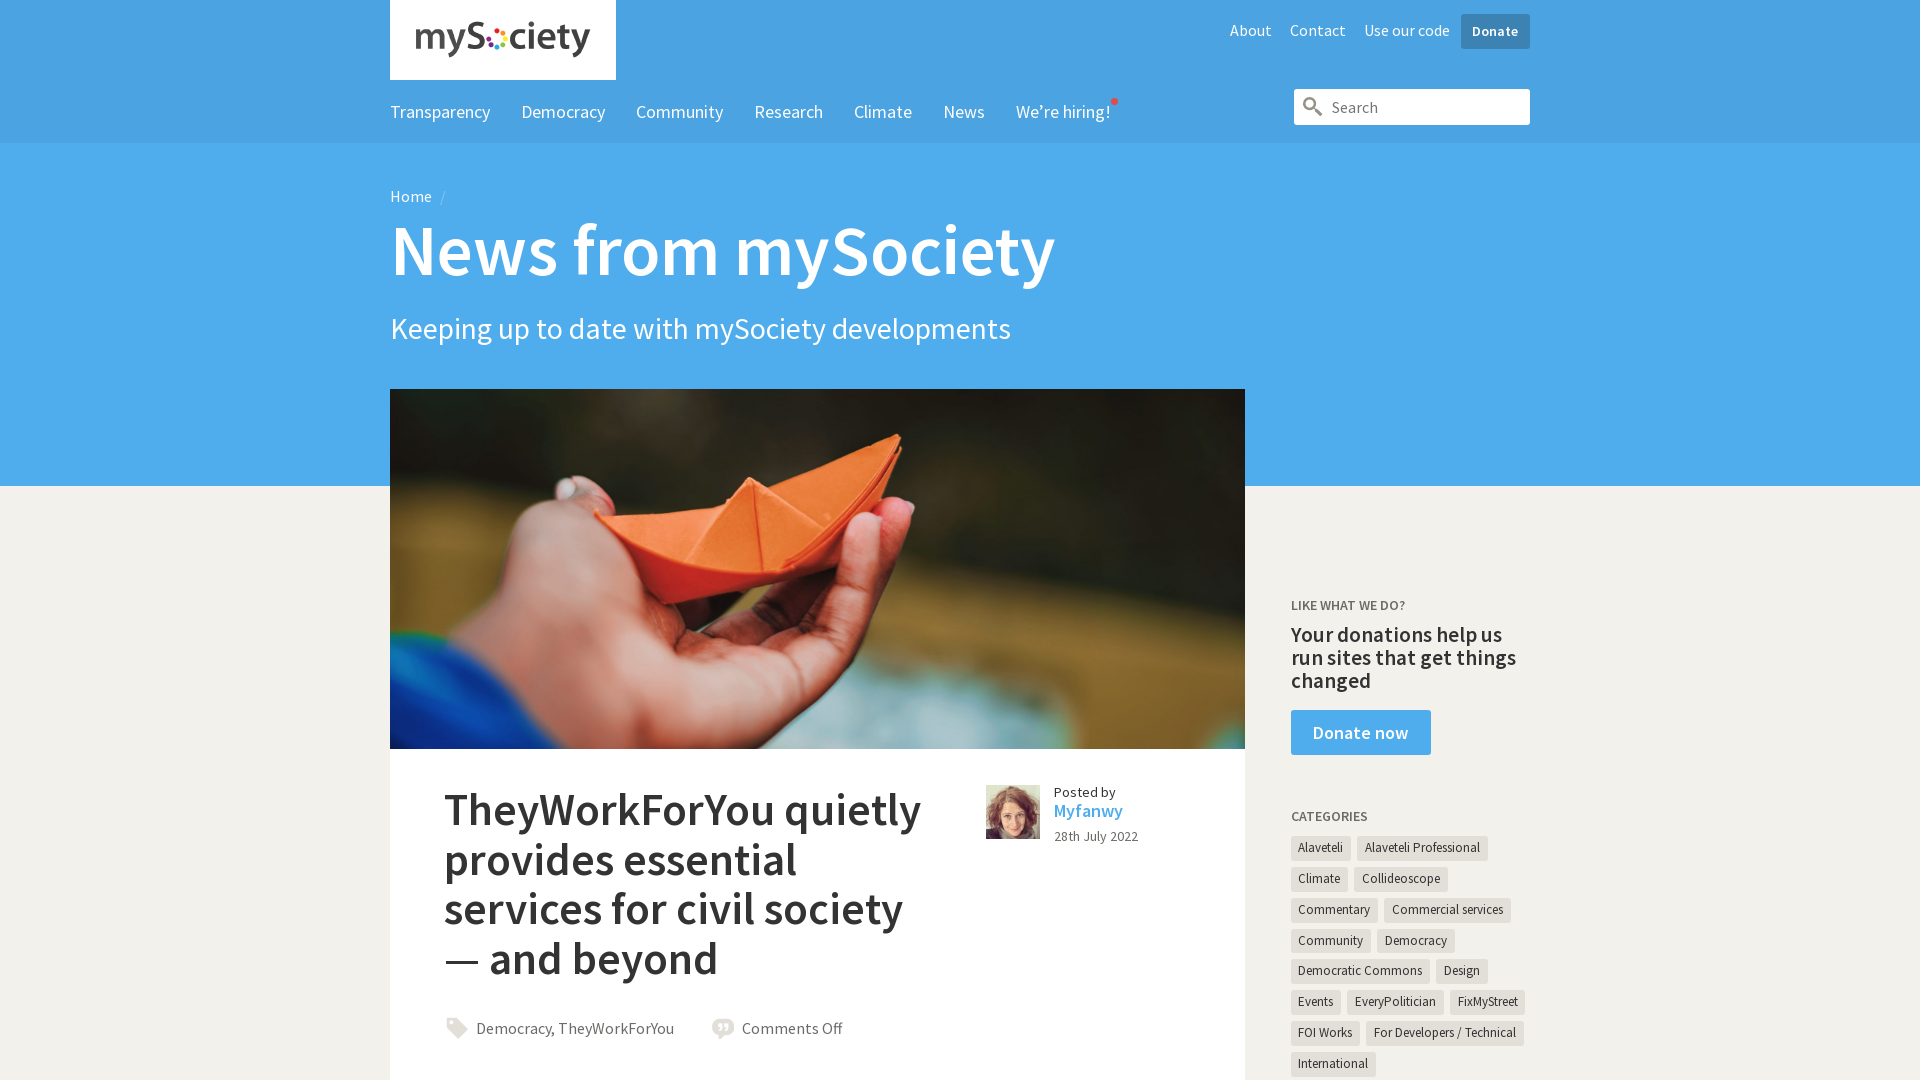 mySociety
About
Contact
Use our code
Donate
Transparency
Democracy
Community
Research
Climate
News
We’re hiring!
Search
Home /
News from mySociety
Keeping up to date with mySociety developments
TheyWorkForYou quietly
provides essential
services for civil society
— and beyond
Posted by
Myfanwy
28th July 2022
Democracy, TheyWorkForYou
Comments Off
LIKE WHAT WE DO?
Your donations help us
run sites that get things
changed
Donate now
CATEGORIES
Alaveteli
Alaveteli Professional
Climate
Collideoscope
Commentary
Commercial services
Community
Democracy
Democratic Commons
Design
Events
EveryPolitician
FixMyStreet
FOI Works
For Developers / Technical
International